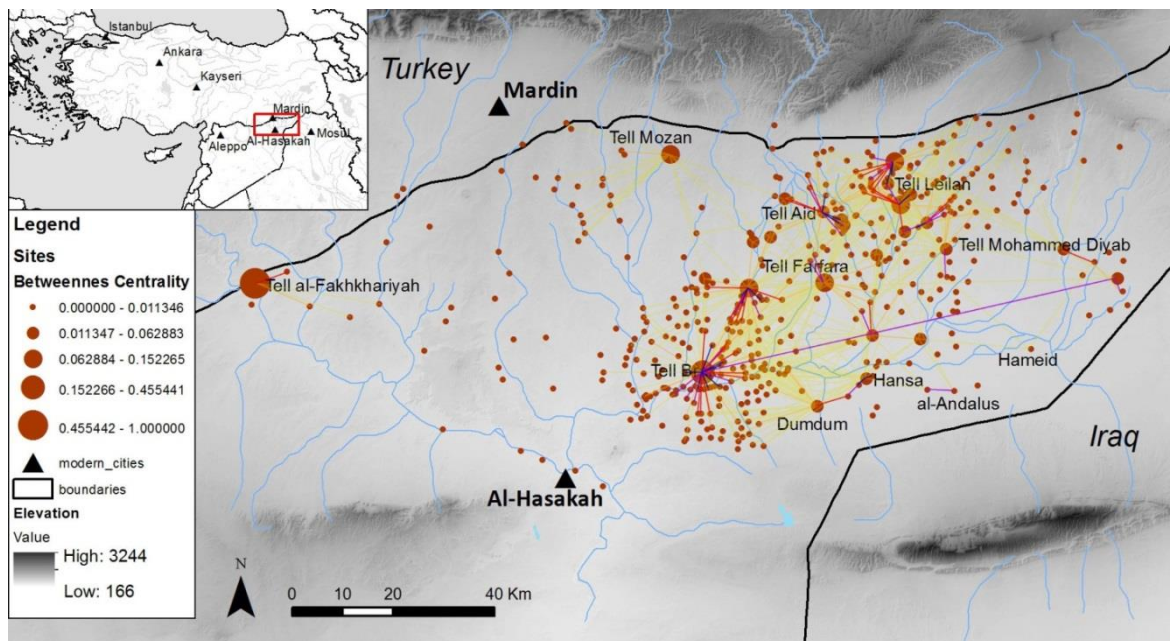 Istanbul
Ankara
Kayseri
Mardin
Aleppo
Al-Hasakah
Mosul
Turkey
Mardin
Tell Mozan
Tell Leilan
Tell Aid
Tell Mohammed Diyab
Tell Farfara
Tell al-Fakhkhariyah
Hameid
Hansa
al-Andalus
Dumdum
Iraq
Al-Hasakah
Legend
Sites
Betweennes Centrality
0.000000 - 0.011346
0.011347 - 0.062883
0.062884 - 0.152265
0.152266 - 0.455441
0.455442 - 1.000000
modern_cities
boundaries
Elevation
Value
High: 3244
Low: 166
N
0 10 20 40 Km